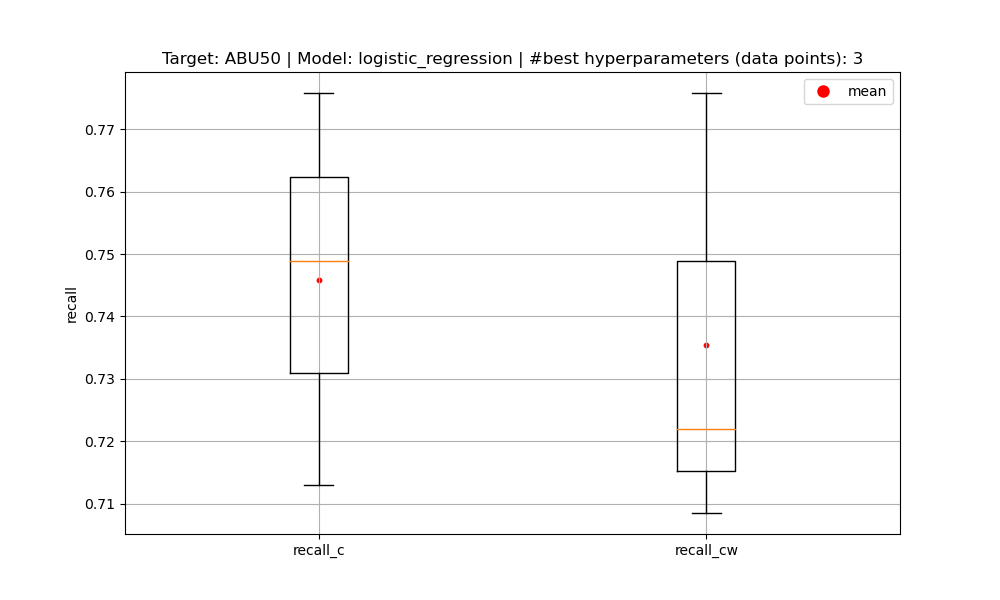 Target: ABU50 | Model: logistic_regression | #best hyperparameters (data points): 3
mean
0.77
0.76
0.75
0.74
0.73
0.72
0.71
recall
recall_c
recall_cw